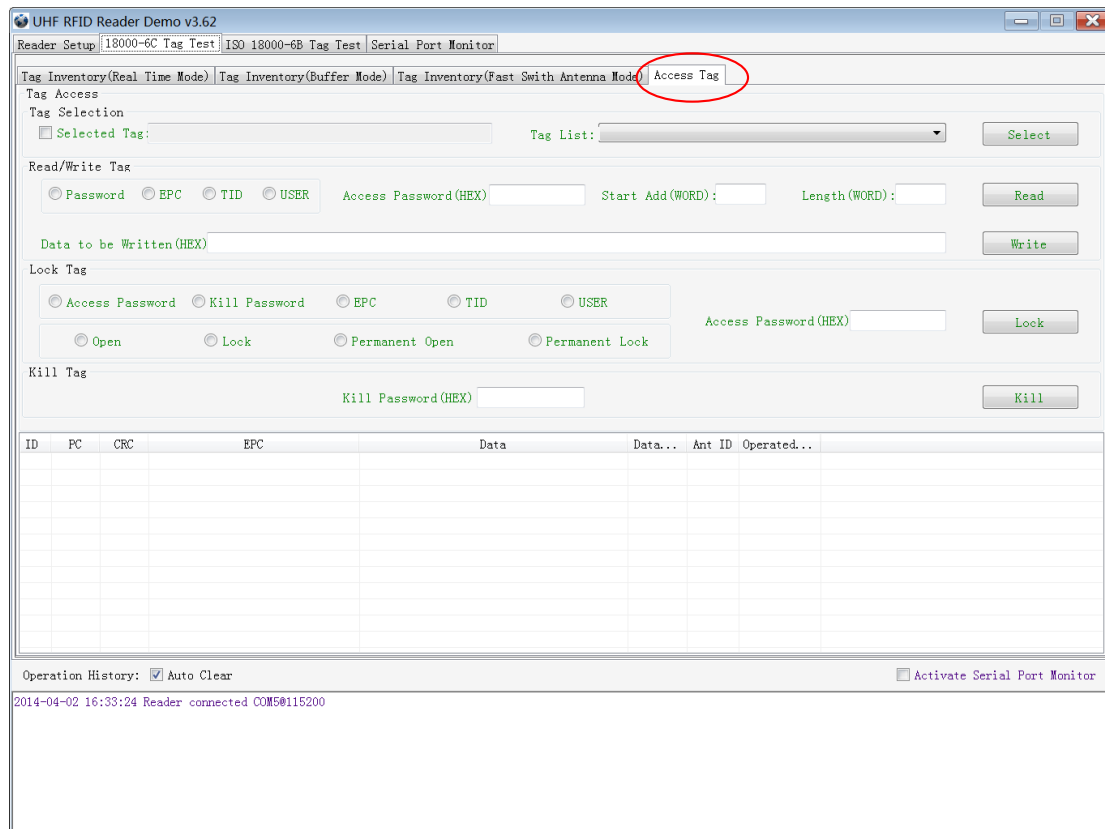 UHF RFID Reader Demo v3.62
Reader Setup 18000-6C Tag Test ISO 18000-6B Tag Test Serial Port Monitor
Tag Inventory(Real Time Mode) Tag Inventory(Buffer Mode) Tag Inventory(Fast Swith Antenna Mode) Access Tag
Tag Access
Tag Selection
Selected Tag: Tag List: Select
Read/Write Tag
Password EPC TID USER Access Password(HEX) Start Add(WORD): Length(WORD): Read
Data to be Written(HEX) Write
Lock Tag
Access Password Kill Password EPC TID USER
Access Password(HEX) Lock
Open Lock Permanent Open Permanent Lock
Kill Tag
Kill Password(HEX) Kill
ID PC CRC EPC Data Data... Ant ID Operated...
Operation History: Auto Clear Activate Serial Port Monitor
2014-04-02 16:33:24 Reader connected COM5@115200